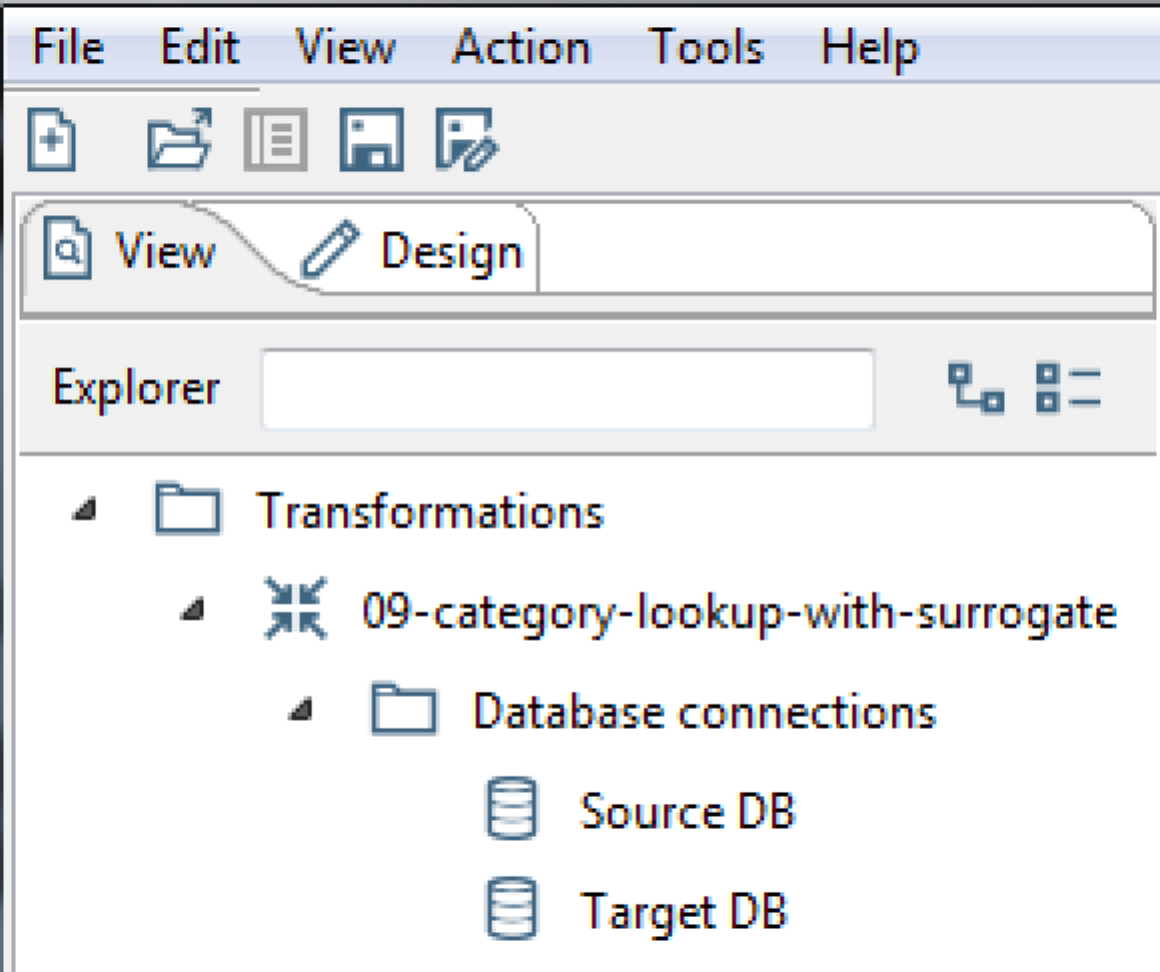 File Edit View Action Tools Help
View Design
Explorer
Transformations
09-category-lookup-with-surrogate
Database connections
Source DB
Target DB